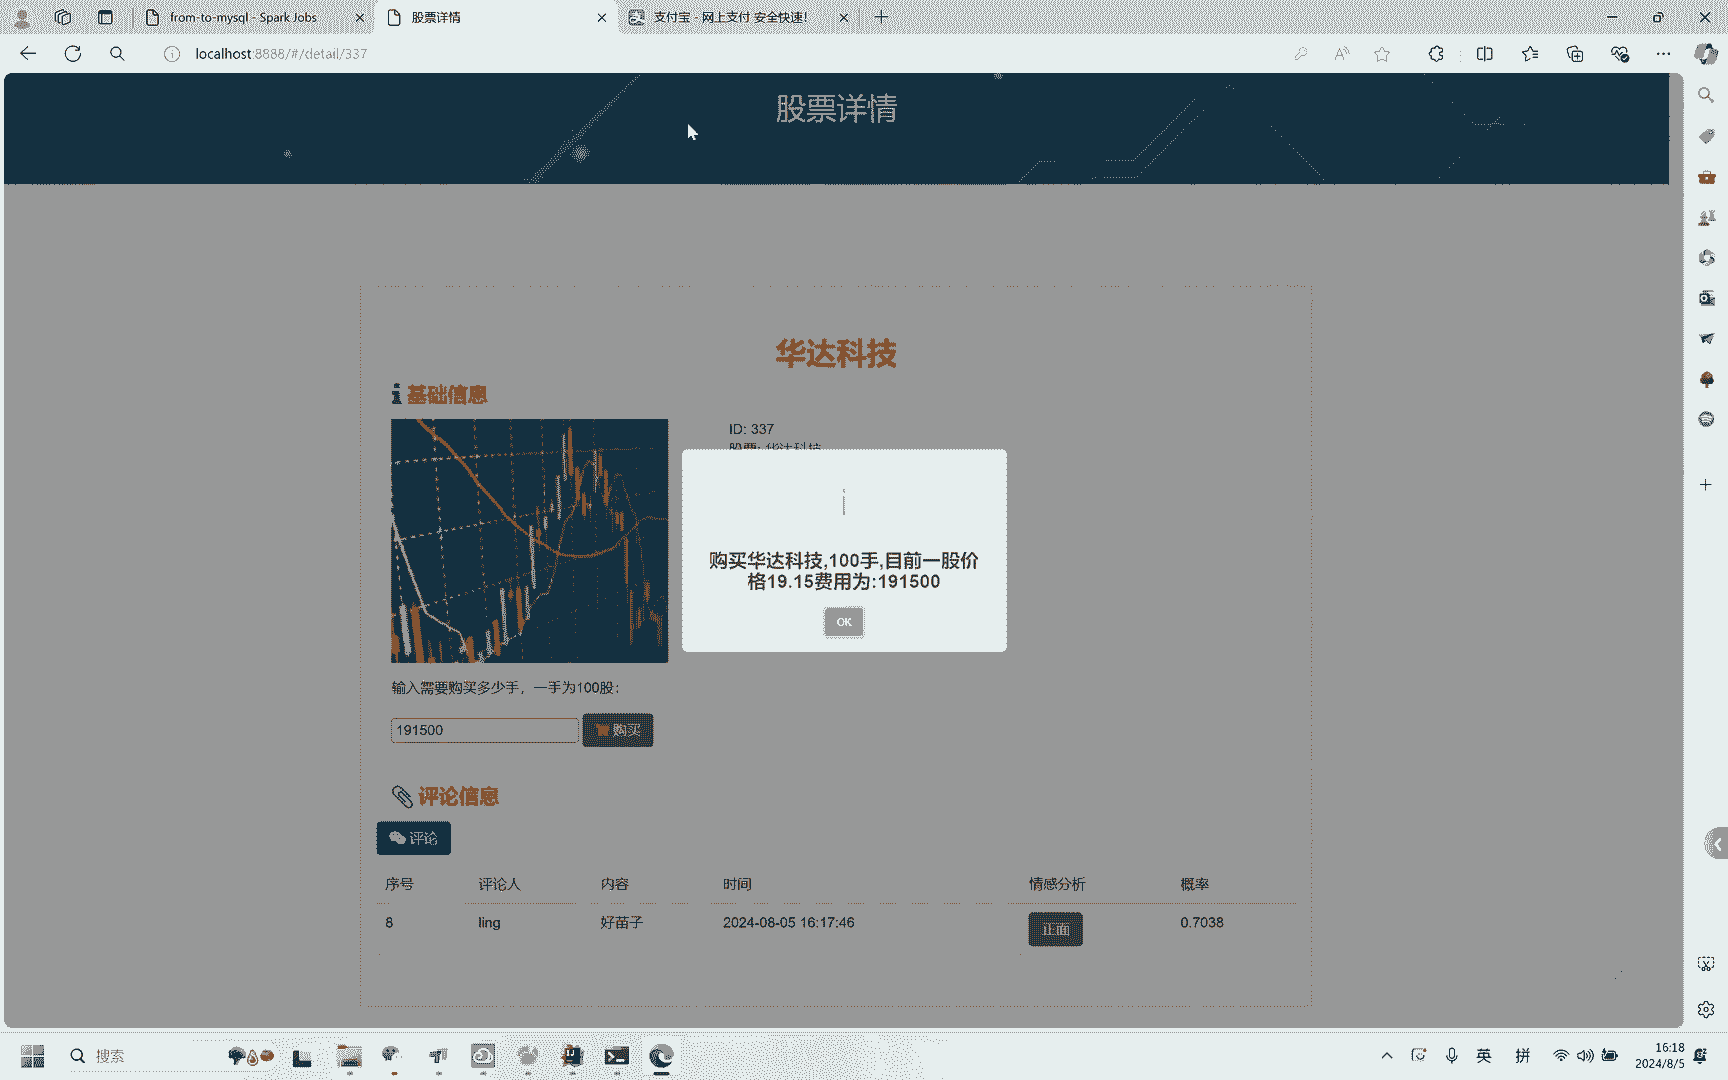 from-to-mysql - Spark Jobs
股票详情
支付宝 - 网上支付 安全快速!
localhost:8888/#/detail/337
股票详情
华达科技
基础信息
ID: 337
股票: 华达科技
购买华达科技,100手,目前一股价
格19.15费用为:191500
OK
输入需要购买多少手，一手为100股：
191500
购买
评论信息
评论
序号 评论人 内容 时间 情感分析 概率
8 ling 好苗子 2024-08-05 16:17:46 正面 0.7038
搜索
英
拼
16:18
2024/8/5